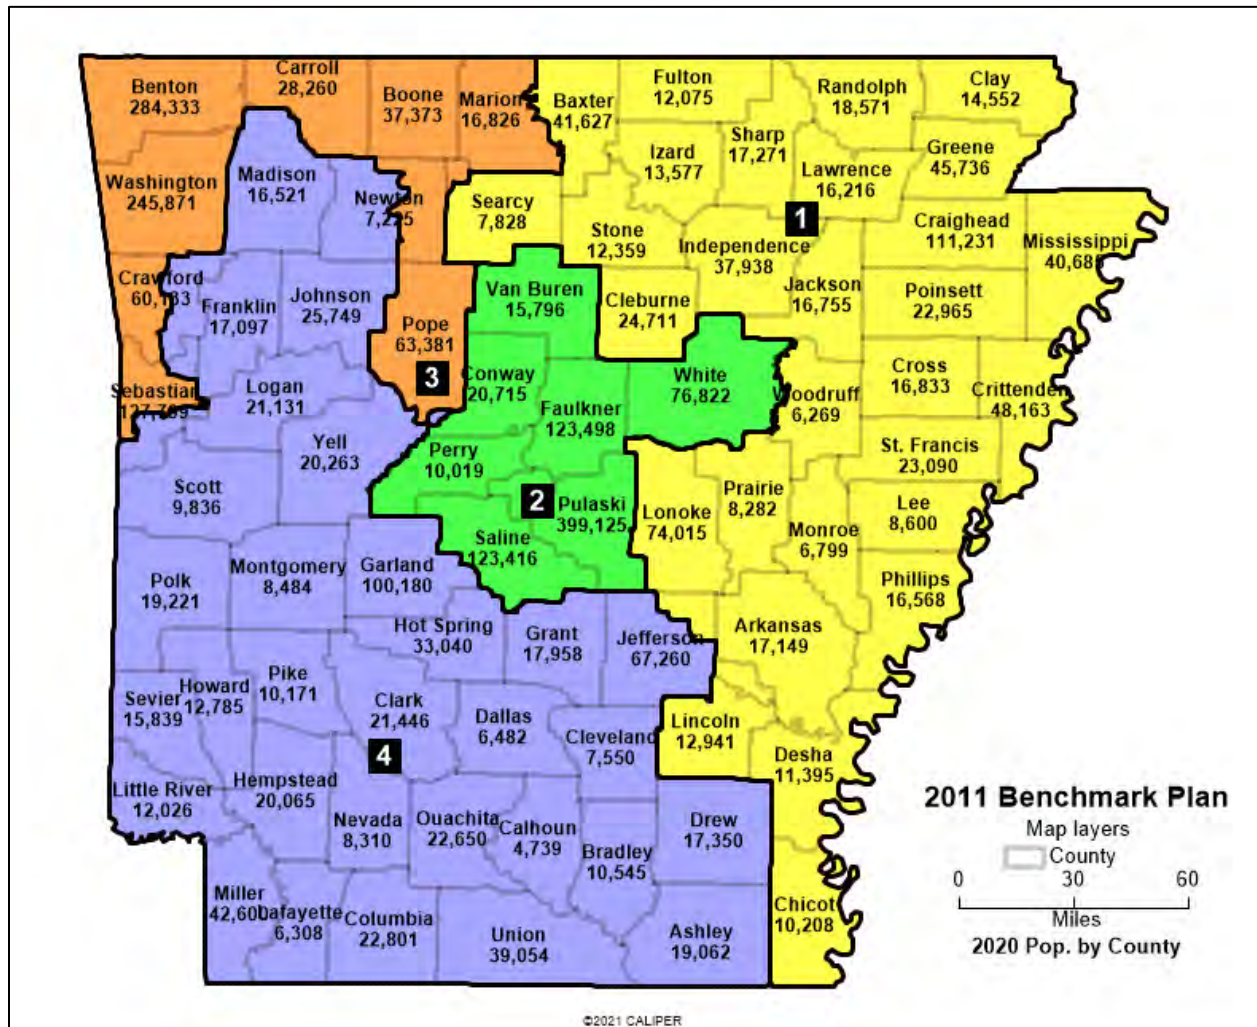 Benton
284,333
Carroll
28,260
Boone
37,373
Marion
16,826
Baxter
41,627
Fulton
12,075
Randolph
18,571
Clay
14,552
Washington
245,871
Madison
16,521
Newton
7,225
Searcy
7,828
Izard
13,577
Sharp
17,271
Lawrence
16,216
Greene
45,736
Stone
12,359
Independence
37,938
1
Craighead
111,231
Mississippi
40,685
Crawford
60,133
Franklin
17,097
Johnson
25,749
Pope
63,381
3
Van Buren
15,796
Cleburne
24,711
Jackson
16,755
Poinsett
22,965
Sebastian
127,799
Logan
21,131
Conway
20,715
Faulkner
123,498
White
76,822
Woodruff
6,269
Cross
16,833
Crittenden
48,163
Scott
9,836
Yell
20,263
Perry
10,019
2
Pulaski
399,125
Lonoke
74,015
Prairie
8,282
Monroe
6,799
St. Francis
23,090
Lee
8,600
Polk
19,221
Montgomery
8,484
Garland
100,180
Saline
123,416
Phillips
16,568
Hot Spring
33,040
Grant
17,958
Jefferson
67,260
Arkansas
17,149
Sevier
15,839
Howard
12,785
Pike
10,171
Clark
21,446
4
Dallas
6,482
Cleveland
7,550
Lincoln
12,941
Desha
11,395
Little River
12,026
Hempstead
20,065
Nevada
8,310
Ouachita
22,650
Calhoun
4,739
Bradley
10,545
Drew
17,350
Miller
42,600
Lafayette
6,308
Columbia
22,801
Union
39,054
Ashley
19,062
Chicot
10,208
2011 Benchmark Plan
Map layers
County
0 30 60
Miles
2020 Pop. by County
©2021 CALIPER